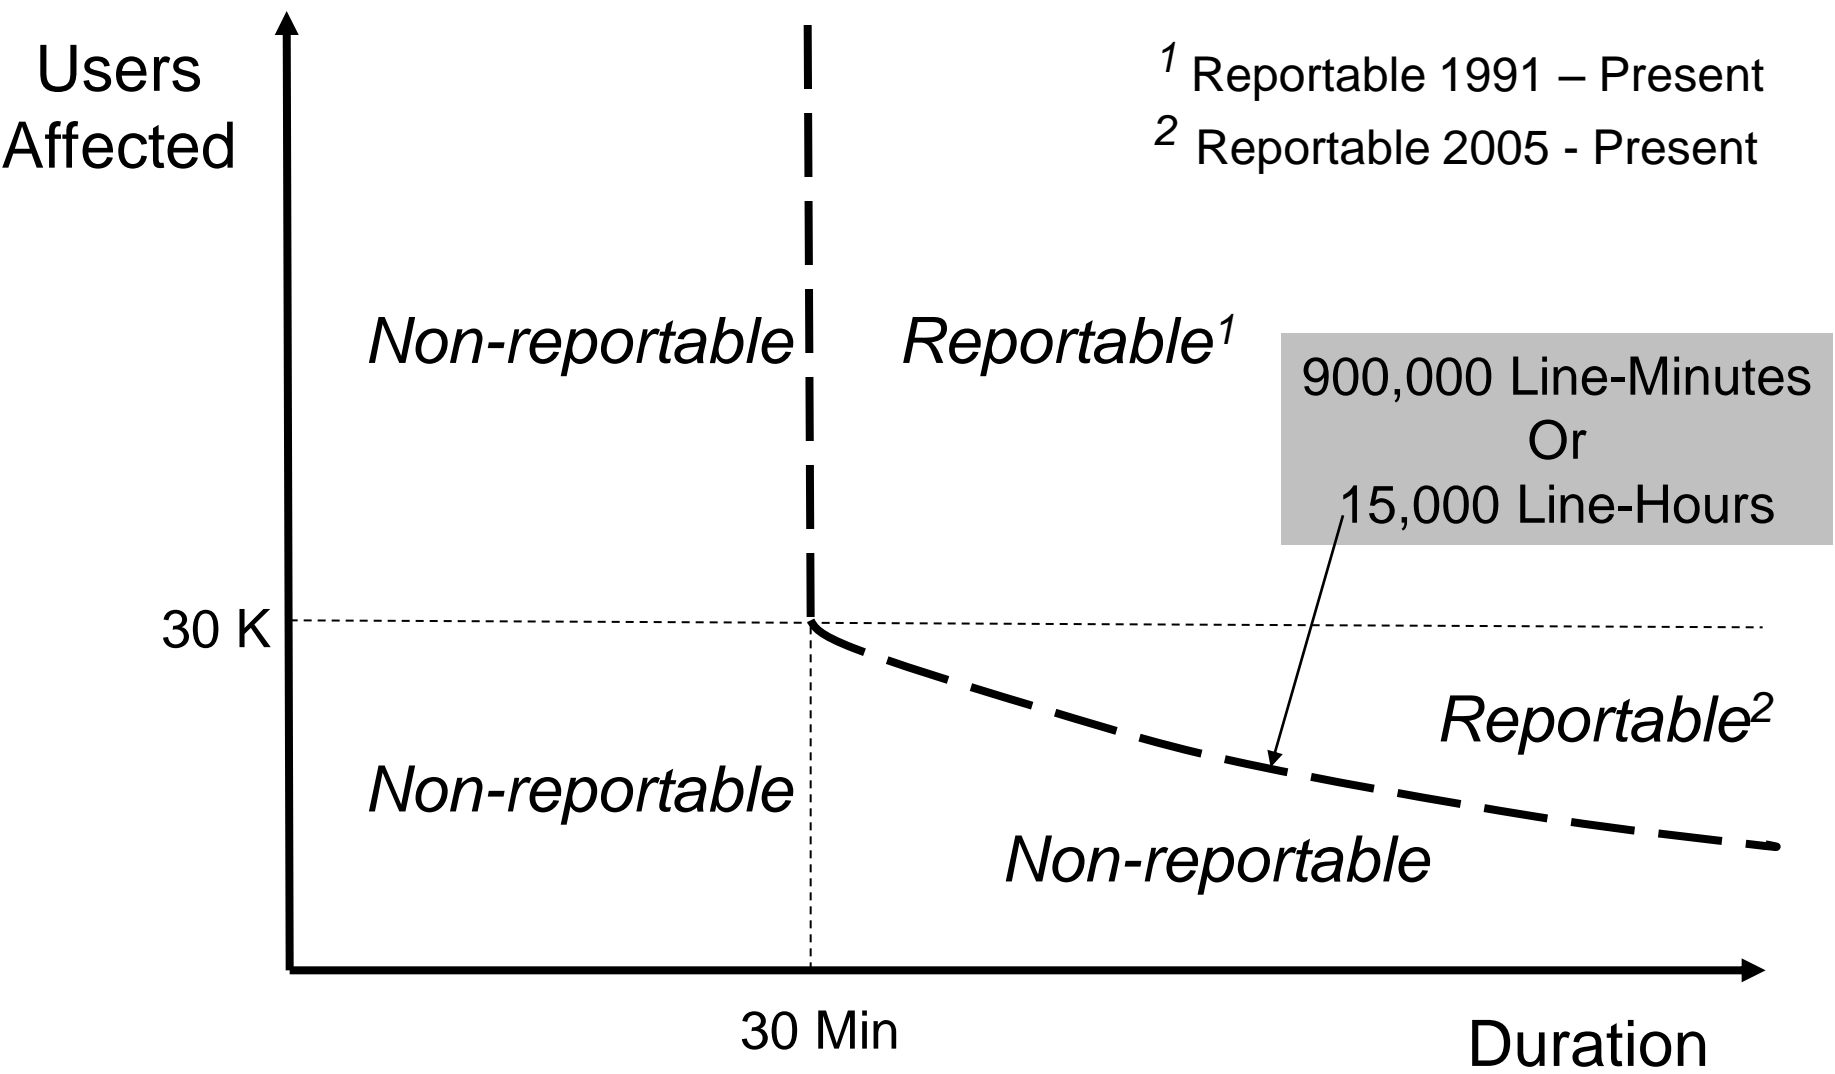 Users
Affected
1 Reportable 1991 – Present
2 Reportable 2005 - Present
Non-reportable
Reportable1
900,000 Line-Minutes
Or
15,000 Line-Hours
30 K
Reportable2
Non-reportable
Non-reportable
30 Min
Duration